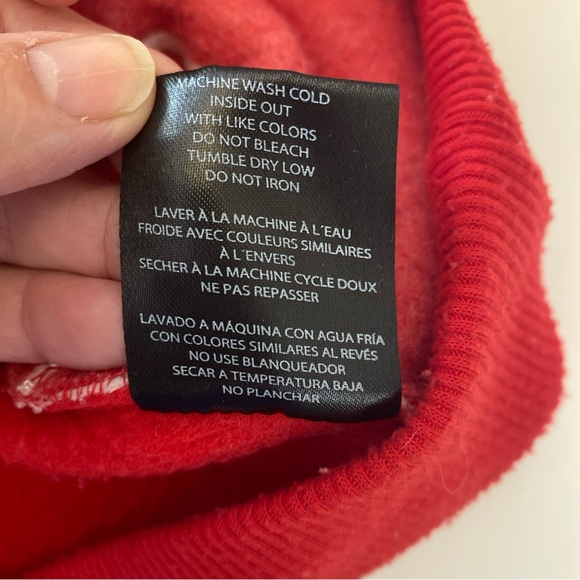 MACHINE WASH COLD
INSIDE OUT
WITH LIKE COLORS
DO NOT BLEACH
TUMBLE DRY LOW
DO NOT IRON
LAVER À LA MACHINE À L´EAU
FROIDE AVEC COULEURS SIMILAIRES
À L´ENVERS
SECHER À LA MACHINE CYCLE DOUX
NE PAS REPASSER
LAVADO A MÁQUINA CON AGUA FRÍA
CON COLORES SIMILARES AL REVÉS
NO USE BLANQUEADOR
SECAR A TEMPERATURA BAJA
NO PLANCHAR